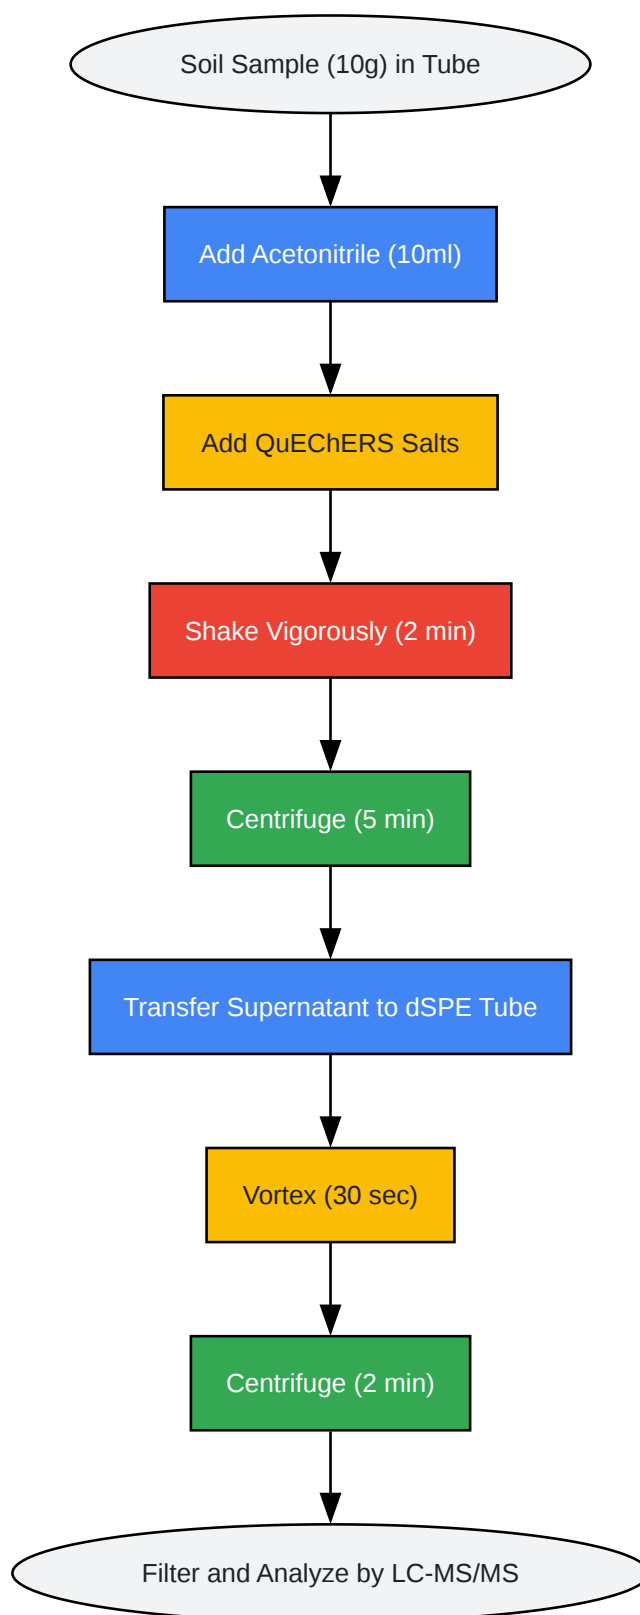 Soil Sample (10g) in Tube
Add Acetonitrile (10ml)
Add QuEChERS Salts
Shake Vigorously (2 min)
Centrifuge (5 min)
Transfer Supernatant to dSPE Tube
Vortex (30 sec)
Centrifuge (2 min)
Filter and Analyze by LC-MS/MS